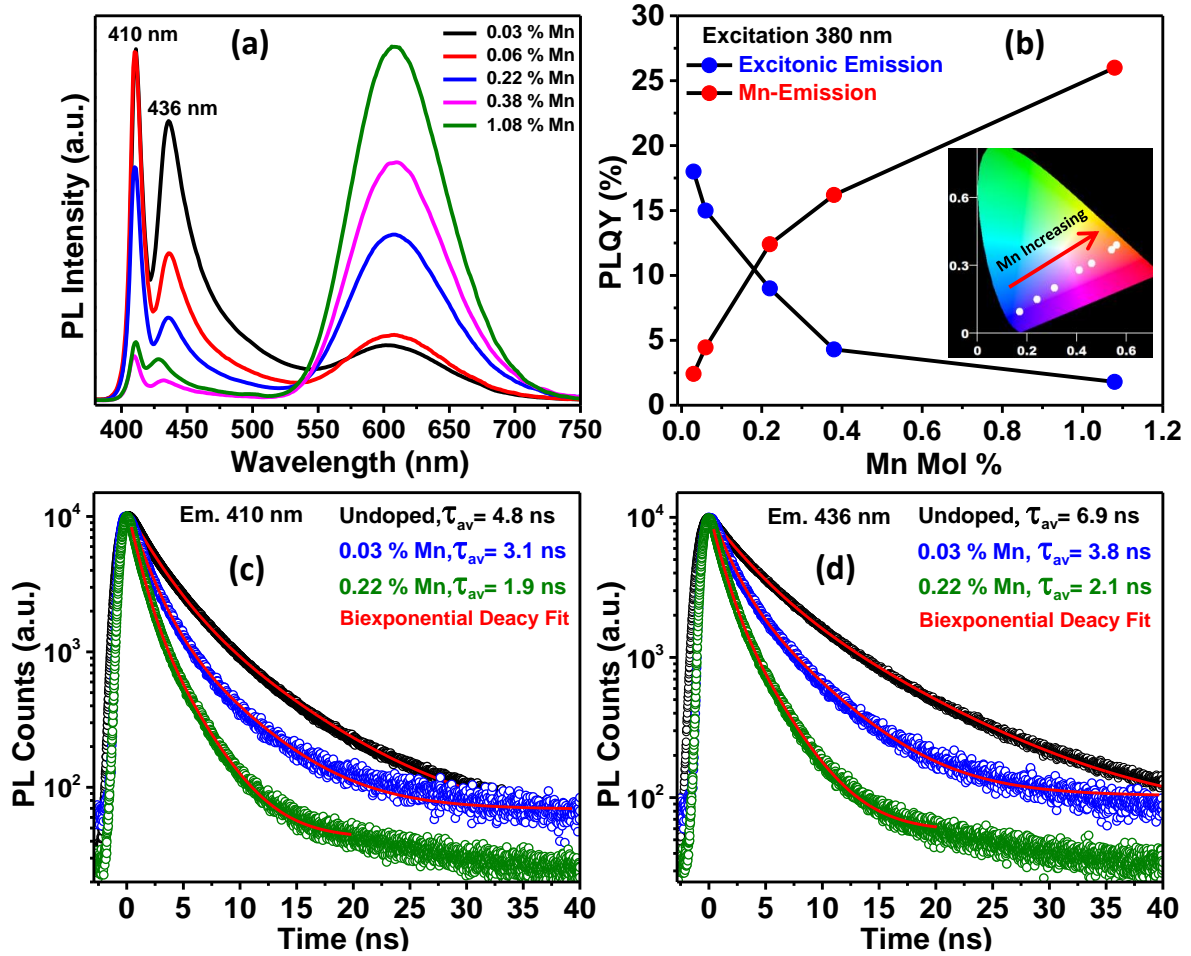 410 nm
(a)
436 nm
0.03 % Mn
0.06 % Mn
0.22 % Mn
0.38 % Mn
1.08 % Mn
PL Intensity (a.u.)
400 450 500 550 600 650 700 750
Wavelength (nm)
30
25
20
15
10
5
0
PLQY (%)
Excitation 380 nm
(b)
Excitonic Emission
Mn-Emission
0.6
0.3
0
Mn Increasing
0 0.2 0.4 0.6
0.0 0.2 0.4 0.6 0.8 1.0 1.2
Mn Mol %
10⁴
10³
10²
PL Counts (a.u.)
Em. 410 nm
(c)
Undoped,τav= 4.8 ns
0.03 % Mn,τav= 3.1 ns
0.22 % Mn,τav= 1.9 ns
Biexponential Deacy Fit
0 5 10 15 20 25 30 35 40
Time (ns)
10⁴
10³
10²
PL Counts (a.u.)
Em. 436 nm
(d)
Undoped, τav= 6.9 ns
0.03 % Mn, τav= 3.8 ns
0.22 % Mn, τav= 2.1 ns
Biexponential Deacy Fit
0 5 10 15 20 25 30 35 40
Time (ns)